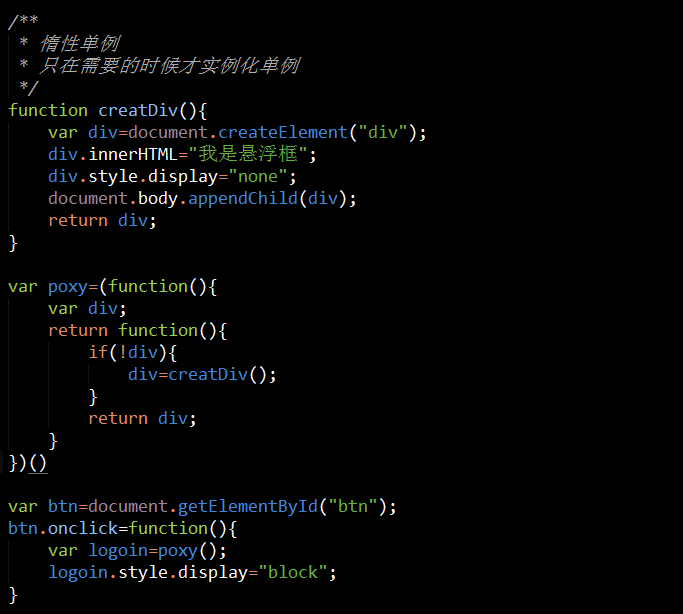 /**
 * 惰性单例
 * 只在需要的时候才实例化单例
 */
function creatDiv(){
    var div=document.createElement("div");
    div.innerHTML="我是悬浮框";
    div.style.display="none";
    document.body.appendChild(div);
    return div;
}

var poxy=(function(){
    var div;
    return function(){
        if(!div){
            div=creatDiv();
        }
        return div;
    }
})()

var btn=document.getElementById("btn");
btn.onclick=function(){
    var logoin=poxy();
    logoin.style.display="block";
}